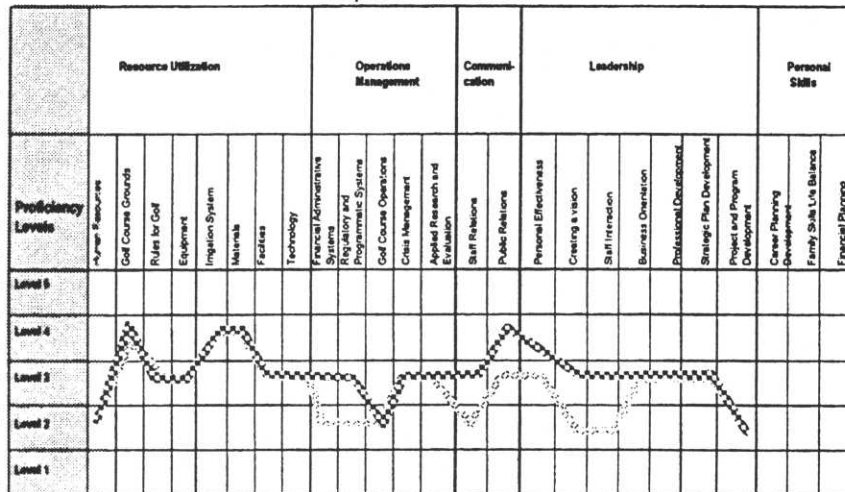 Resource Utilization
Operations
Management
Communi-
cation
Leadership
Personal
Skills
Proficiency
Levels
Human Resources
Golf Course Grounds
Rules for Golf
Equipment
Irrigation System
Materials
Facilities
Technology
Financial Administrative
Systems
Regulatory and
Programmatic Systems
Golf Course Operations
Crisis Management
Applied Research and
Evaluation
Staff Relations
Public Relations
Personal Effectiveness
Creating a vision
Staff Interaction
Business Orientation
Professional Development
Strategic Plan Development
Project and Program
Development
Career Planning
Development
Family Skills Life Balance
Financial Planning
Level 5
Level 4
Level 3
Level 2
Level 1